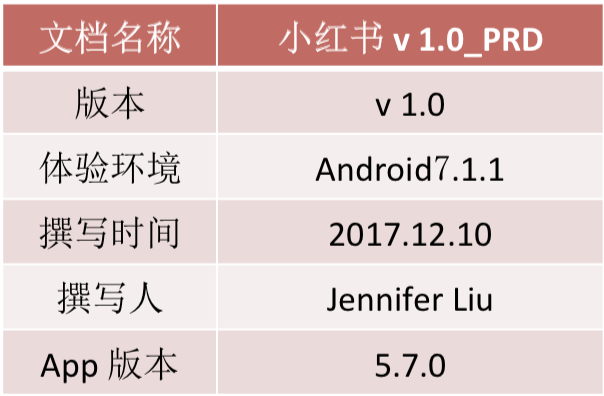 文档名称 小红书 v 1.0_PRD
版本 v 1.0
体验环境 Android7.1.1
撰写时间 2017.12.10
撰写人 Jennifer Liu
App 版本 5.7.0